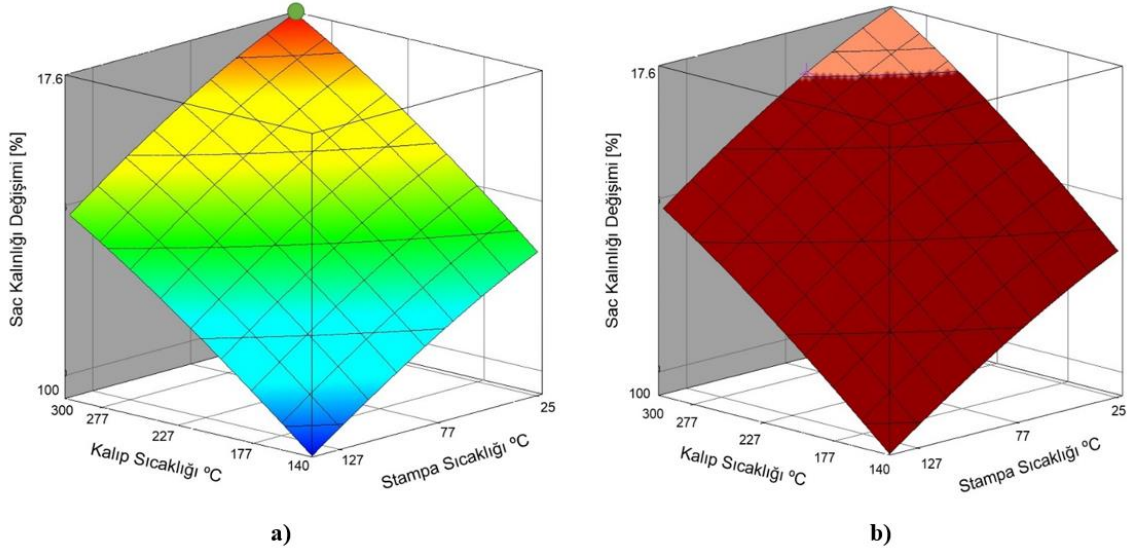 17.6
Sac Kalınlığı Değişimi [%]
100
300
277
227
177
140
Kalıp Sıcaklığı ºC
127
77
25
Stampa Sıcaklığı ºC
a)
17.6
Sac Kalınlığı Değişimi [%]
100
300
277
227
177
140
Kalıp Sıcaklığı ºC
127
77
25
Stampa Sıcaklığı ºC
b)